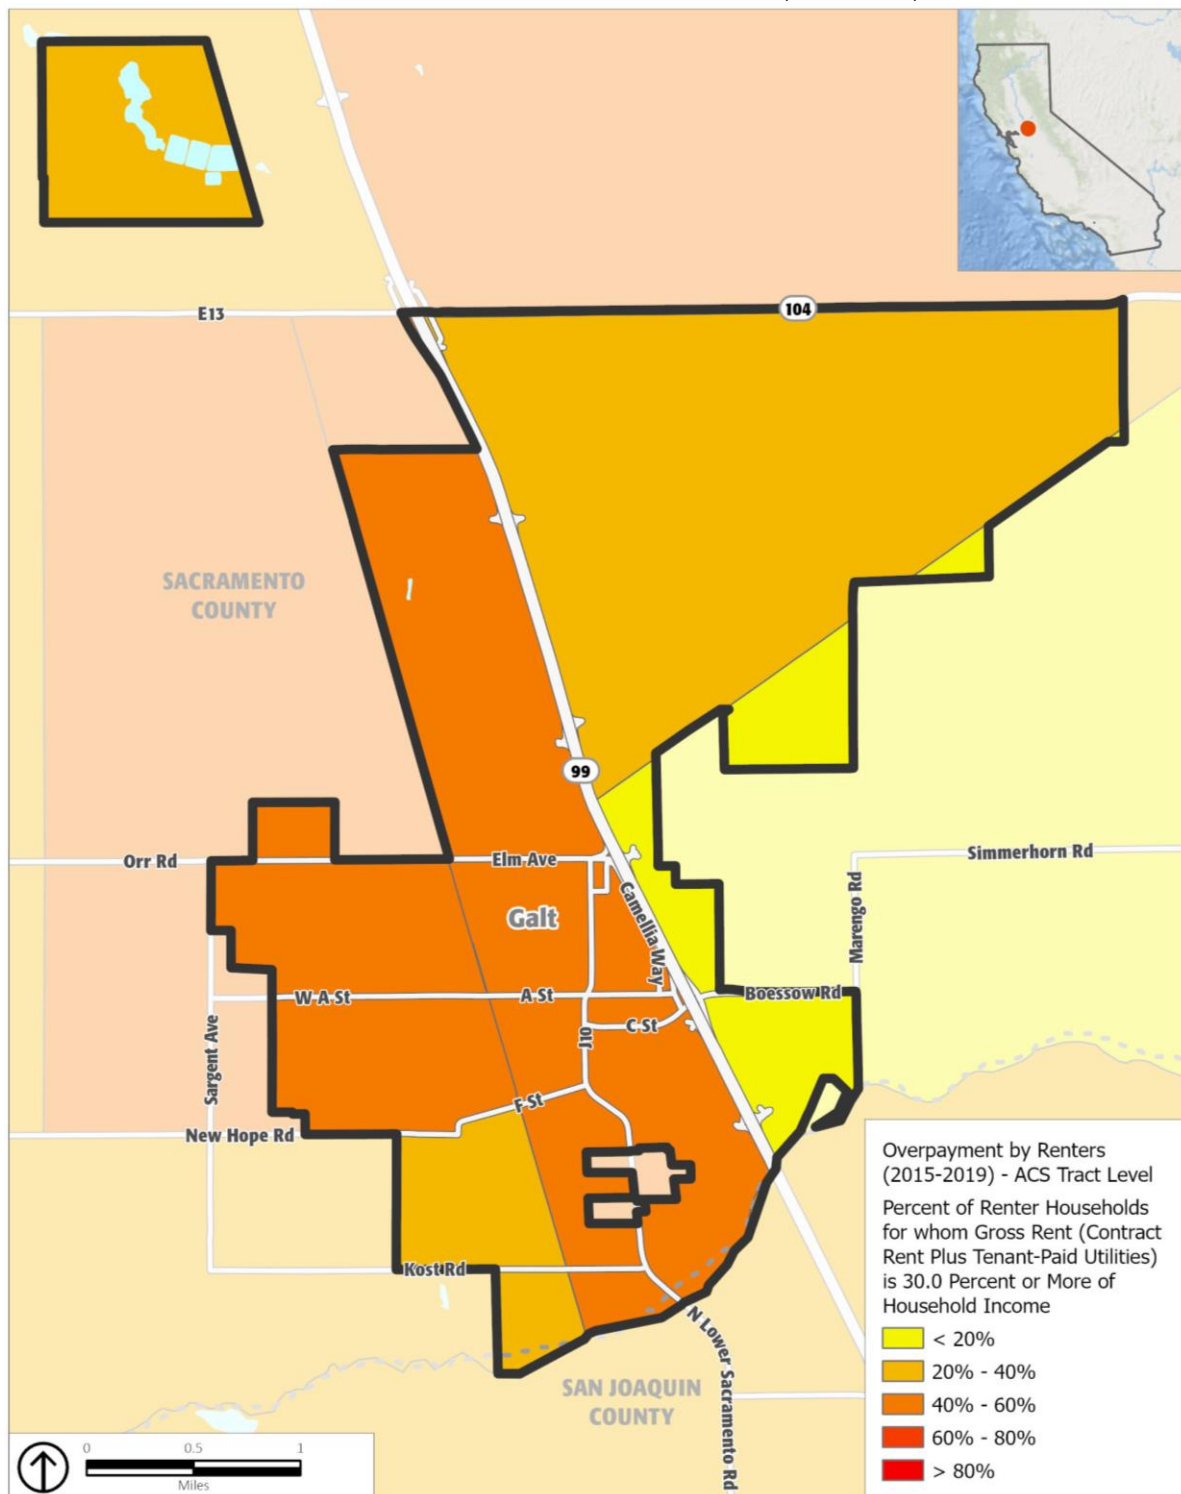 E13
104
SACRAMENTO
COUNTY
99
Orr Rd
Elm Ave
Simmerhorn Rd
Galt
Camellia Way
Marengo Rd
W A St
A St
Boessow Rd
C St
J10
Sargent Ave
F St
New Hope Rd
Kost Rd
N Lower Sacramento Rd
SAN JOAQUIN
COUNTY
Overpayment by Renters
(2015-2019) - ACS Tract Level
Percent of Renter Households
for whom Gross Rent (Contract
Rent Plus Tenant-Paid Utilities)
is 30.0 Percent or More of
Household Income
< 20%
20% - 40%
40% - 60%
60% - 80%
> 80%
0 0.5 1
Miles